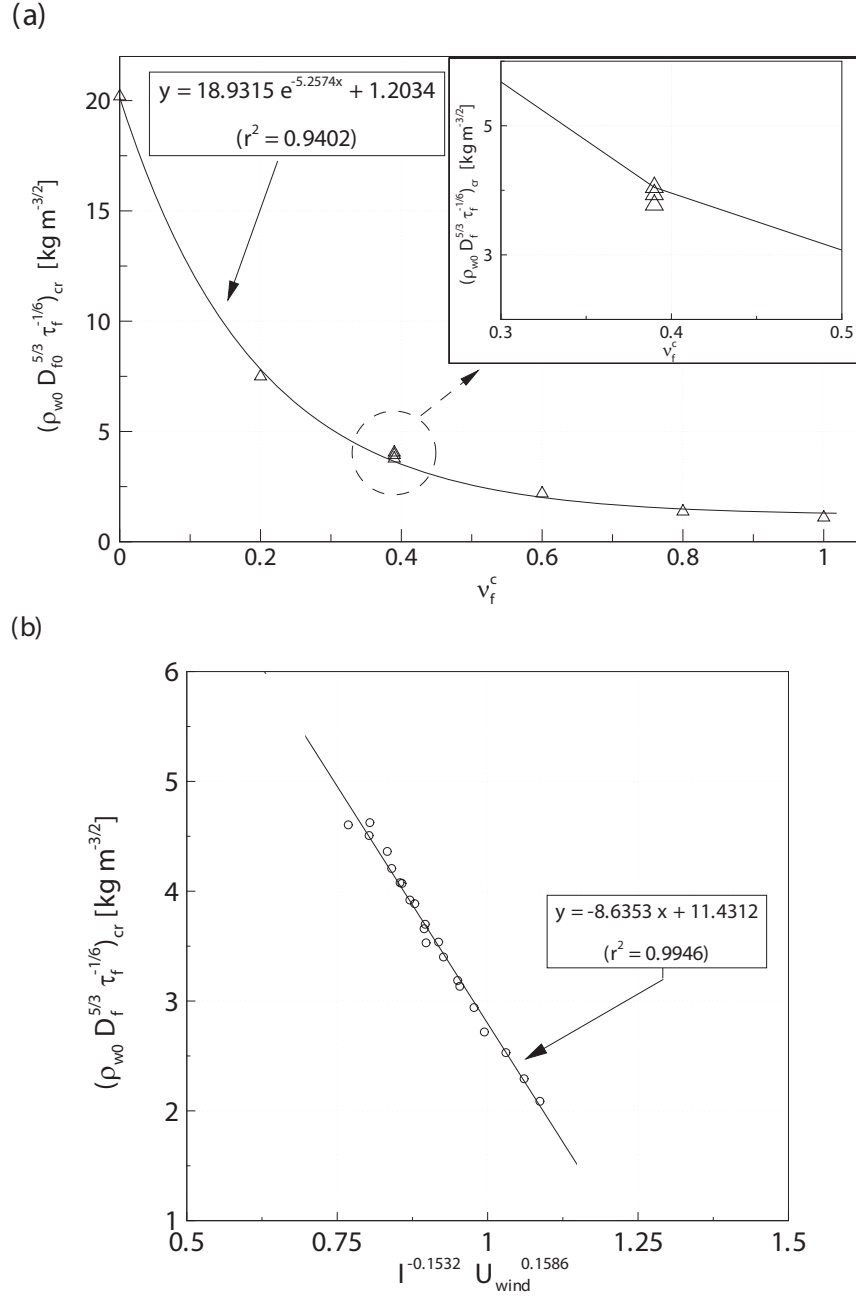 (a)
y = 18.9315 e^-5.2574x + 1.2034
(r² = 0.9402)
(ρw0 Df0^5/3 τf^-1/6)cr [kg m^-3/2]
20
15
10
5
0
0 0.2 0.4 0.6 0.8 1
νf^c
(ρw0 Df^5/3 τf^-1/6)cr [kg m^-3/2]
5
3
0.3 0.4 0.5
νf^c
(b)
(ρw0 Df^5/3 τf^-1/6)cr [kg m^-3/2]
6
5
4
3
2
1
y = -8.6353 x + 11.4312
(r² = 0.9946)
0.5 0.75 1 1.25 1.5
I^-0.1532 Uwind^0.1586